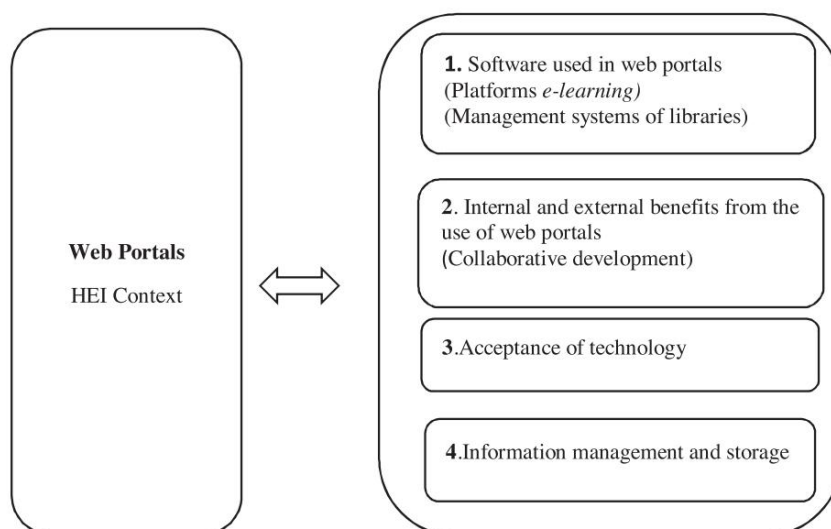 Web Portals
HEI Context
1. Software used in web portals
(Platforms e-learning)
(Management systems of libraries)
2. Internal and external benefits from the
use of web portals
(Collaborative development)
3.Acceptance of technology
4.Information management and storage